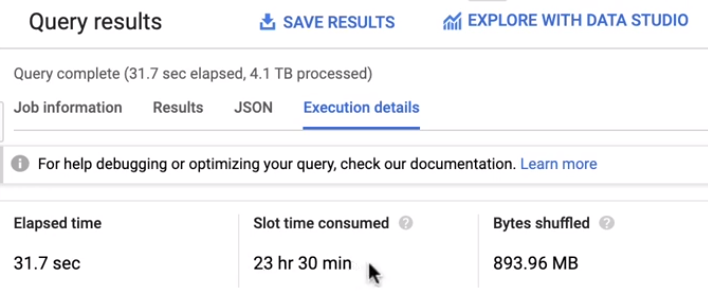 Query results SAVE RESULTS EXPLORE WITH DATA STUDIO
Query complete (31.7 sec elapsed, 4.1 TB processed)
Job information Results JSON Execution details
For help debugging or optimizing your query, check our documentation. Learn more
Elapsed time Slot time consumed Bytes shuffled
31.7 sec 23 hr 30 min 893.96 MB